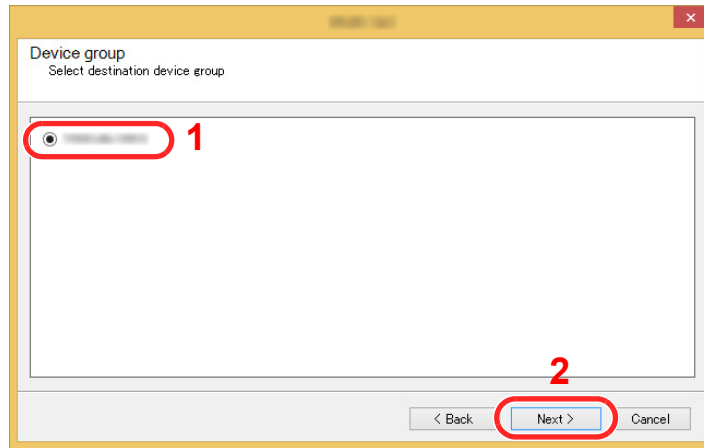 Device group
Select destination device group
1
2
< Back
Next >
Cancel